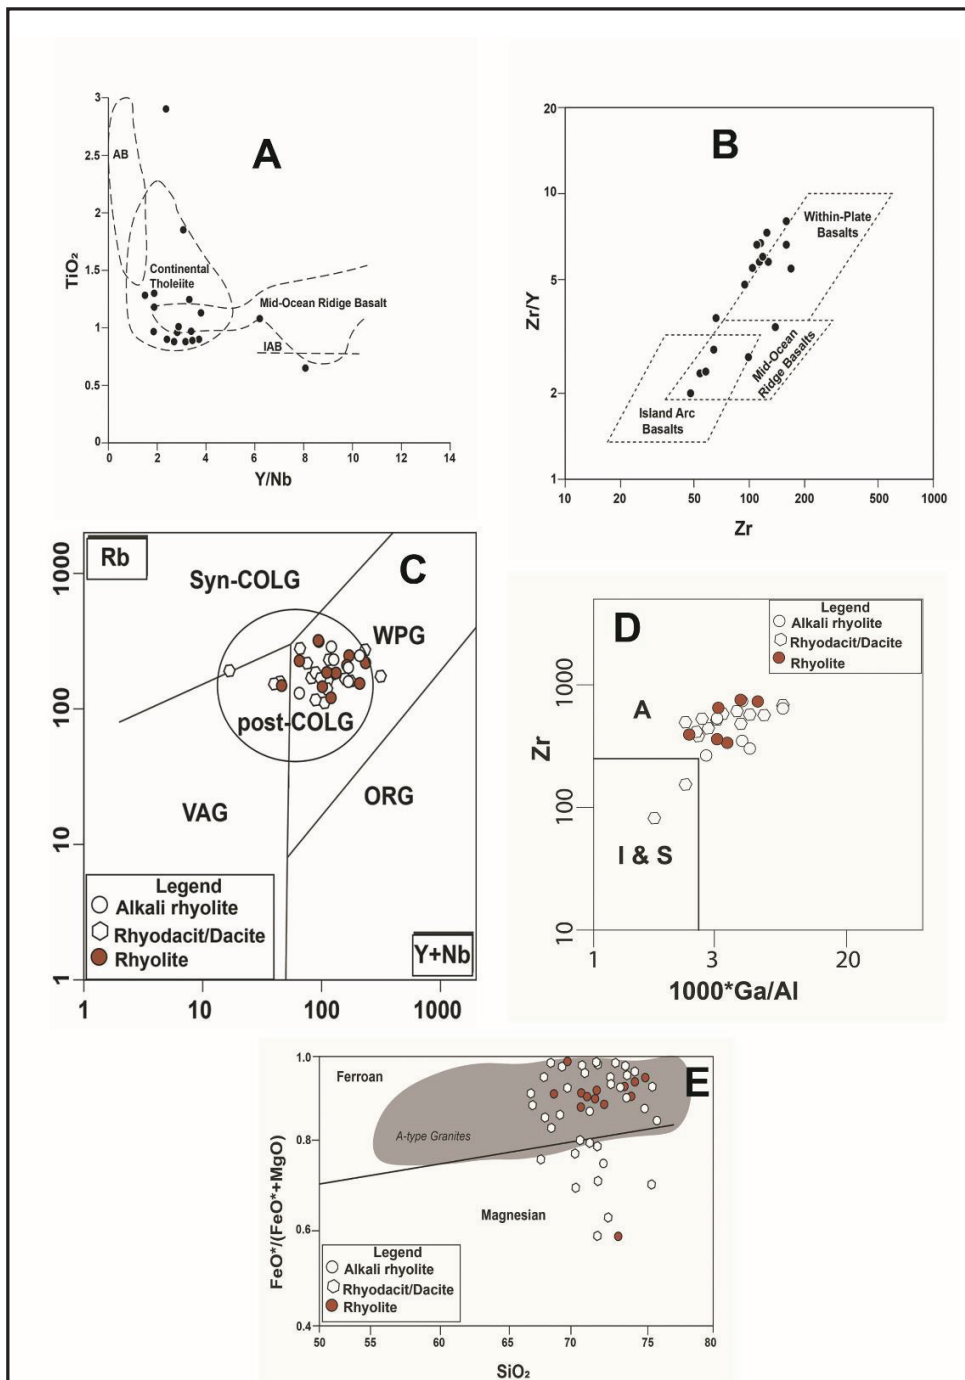 A
TiO₂
3
2.5
2
1.5
1
0.5
0
AB
Continental
Tholeiite
Mid-Ocean Ridge Basalt
IAB
0 2 4 6 8 10 12 14
Y/Nb
B
Zr/Y
20
10
5
2
1
Within-Plate
Basalts
Mid-Ocean
Ridge Basalts
Island Arc
Basalts
10 20 50 100 200 500 1000
Zr
C
Rb
1000
100
10
1
Syn-COLG
WPG
post-COLG
VAG
ORG
Legend
Alkali rhyolite
Rhyodacit/Dacite
Rhyolite
Y+Nb
1 10 100 1000
D
Legend
Alkali rhyolite
Rhyodacit/Dacite
Rhyolite
Zr
1000
100
10
A
I & S
1 3 20
1000*Ga/Al
E
FeO*/(FeO*+MgO)
1.0
0.8
0.6
0.4
Ferroan
A-type Granites
Magnesian
Legend
Alkali rhyolite
Rhyodacit/Dacite
Rhyolite
50 55 60 65 70 75 80
SiO₂